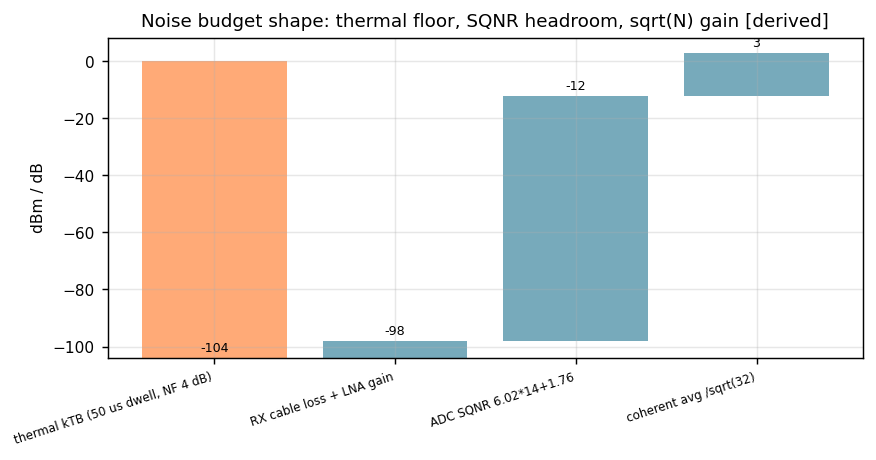 Noise budget shape: thermal floor, SQNR headroom, sqrt(N) gain [derived]
dBm / dB
0
−20
−40
−60
−80
−100
-104
-98
-12
3
thermal kTB (50 us dwell, NF 4 dB)
RX cable loss + LNA gain
ADC SQNR 6.02*14+1.76
coherent avg /sqrt(32)